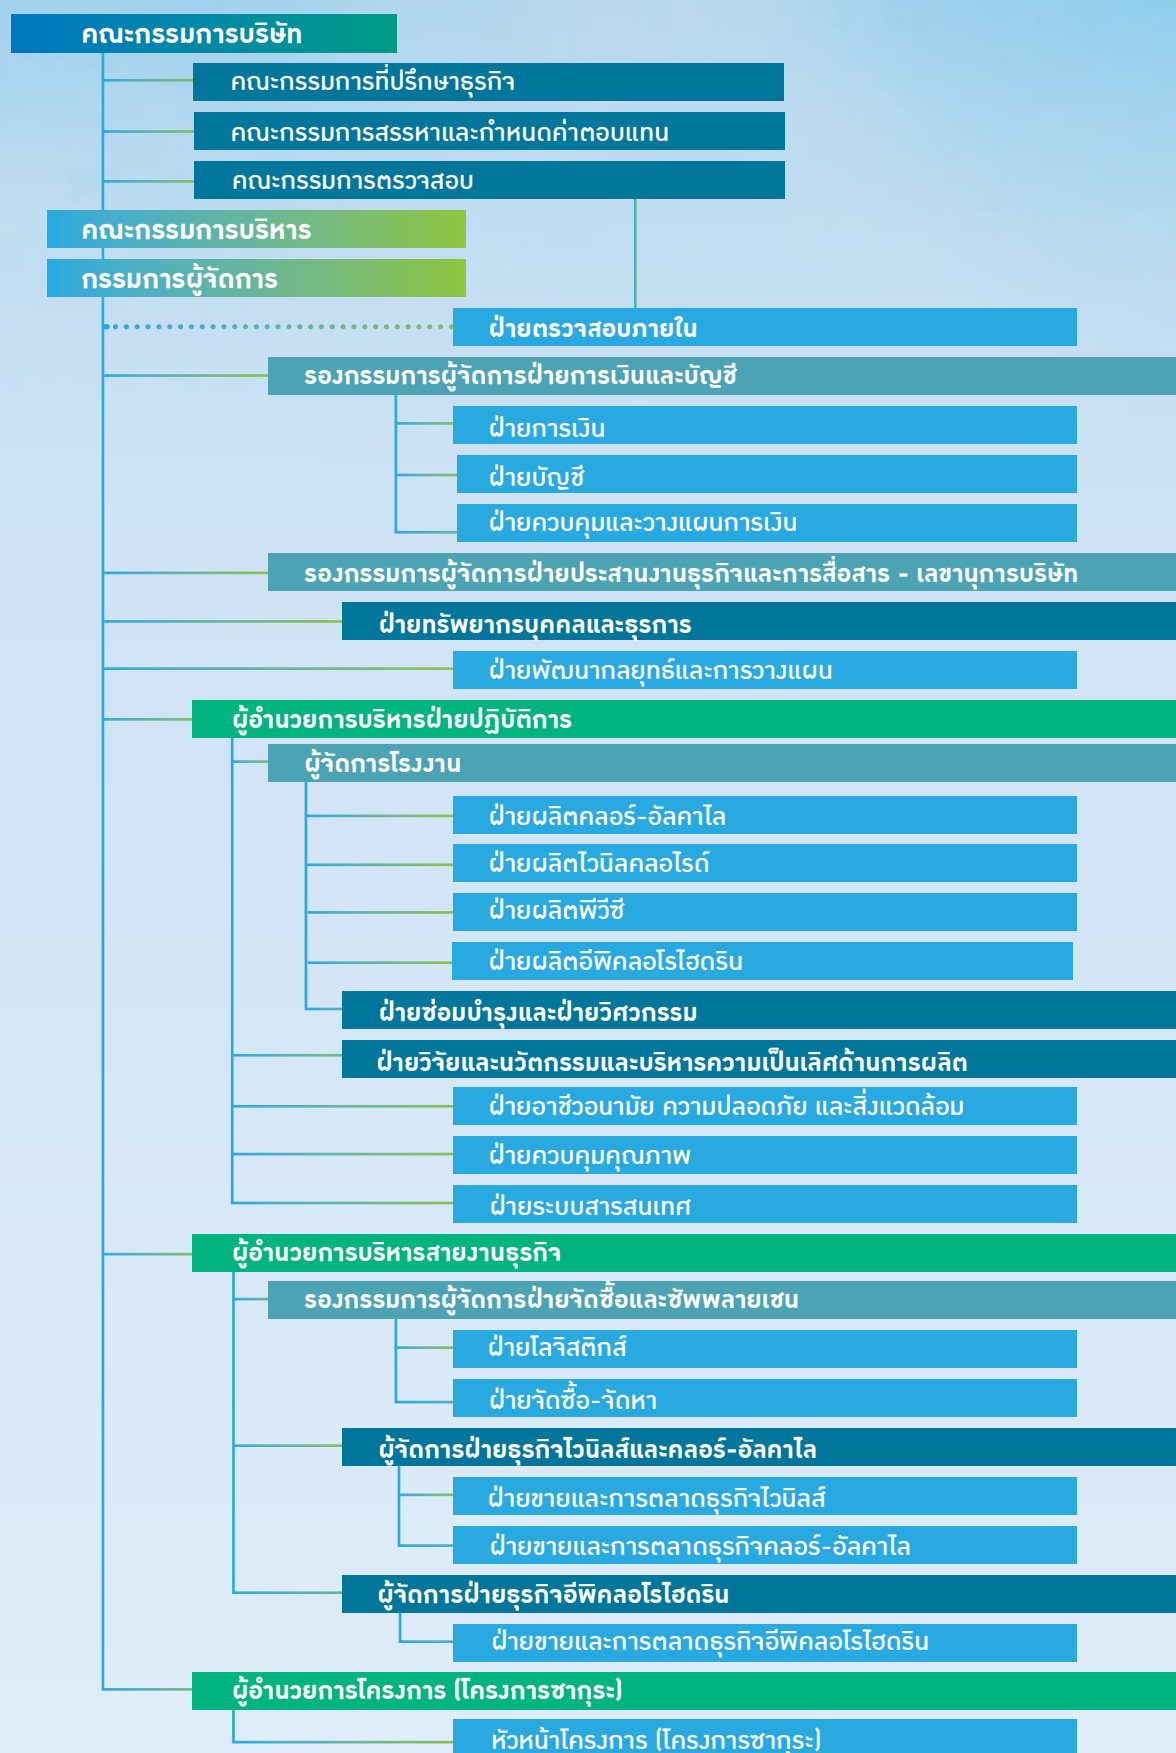 คณะกรรมการบริษัท
คณะกรรมการที่ปรึกษาธุรกิจ
คณะกรรมการสรรหาและกำหนดค่าตอบแทน
คณะกรรมการตรวจสอบ
คณะกรรมการบริหาร
กรรมการผู้จัดการ
ฝ่ายตรวจสอบภายใน
รองกรรมการผู้จัดการฝ่ายการเงินและบัญชี
ฝ่ายการเงิน
ฝ่ายบัญชี
ฝ่ายควบคุมและวางแผนการเงิน
รองกรรมการผู้จัดการฝ่ายประสานงานธุรกิจและการสื่อสาร - เลขานุการบริษัท
ฝ่ายทรัพยากรบุคคลและธุรการ
ฝ่ายพัฒนากลยุทธ์และการวางแผน
ผู้อำนวยการบริหารฝ่ายปฏิบัติการ
ผู้จัดการโรงงาน
ฝ่ายผลิตคลอร์-อัลคาไล
ฝ่ายผลิตไวนิลคลอไรด์
ฝ่ายผลิตพีวีซี
ฝ่ายผลิตอีพิคลอโรไฮดริน
ฝ่ายซ่อมบำรุงและฝ่ายวิศวกรรม
ฝ่ายวิจัยและนวัตกรรมและบริหารความเป็นเลิศด้านการผลิต
ฝ่ายอาชีวอนามัย ความปลอดภัย และสิ่งแวดล้อม
ฝ่ายควบคุมคุณภาพ
ฝ่ายระบบสารสนเทศ
ผู้อำนวยการบริหารสายงานธุรกิจ
รองกรรมการผู้จัดการฝ่ายจัดซื้อและซัพพลายเชน
ฝ่ายโลจิสติกส์
ฝ่ายจัดซื้อ-จัดหา
ผู้จัดการฝ่ายธุรกิจไวนิลส์และคลอร์-อัลคาไล
ฝ่ายขายและการตลาดธุรกิจไวนิลส์
ฝ่ายขายและการตลาดธุรกิจคลอร์-อัลคาไล
ผู้จัดการฝ่ายธุรกิจอีพิคลอโรไฮดริน
ฝ่ายขายและการตลาดธุรกิจอีพิคลอโรไฮดริน
ผู้อำนวยการโครงการ (โครงการซากุระ)
หัวหน้าโครงการ (โครงการซากุระ)